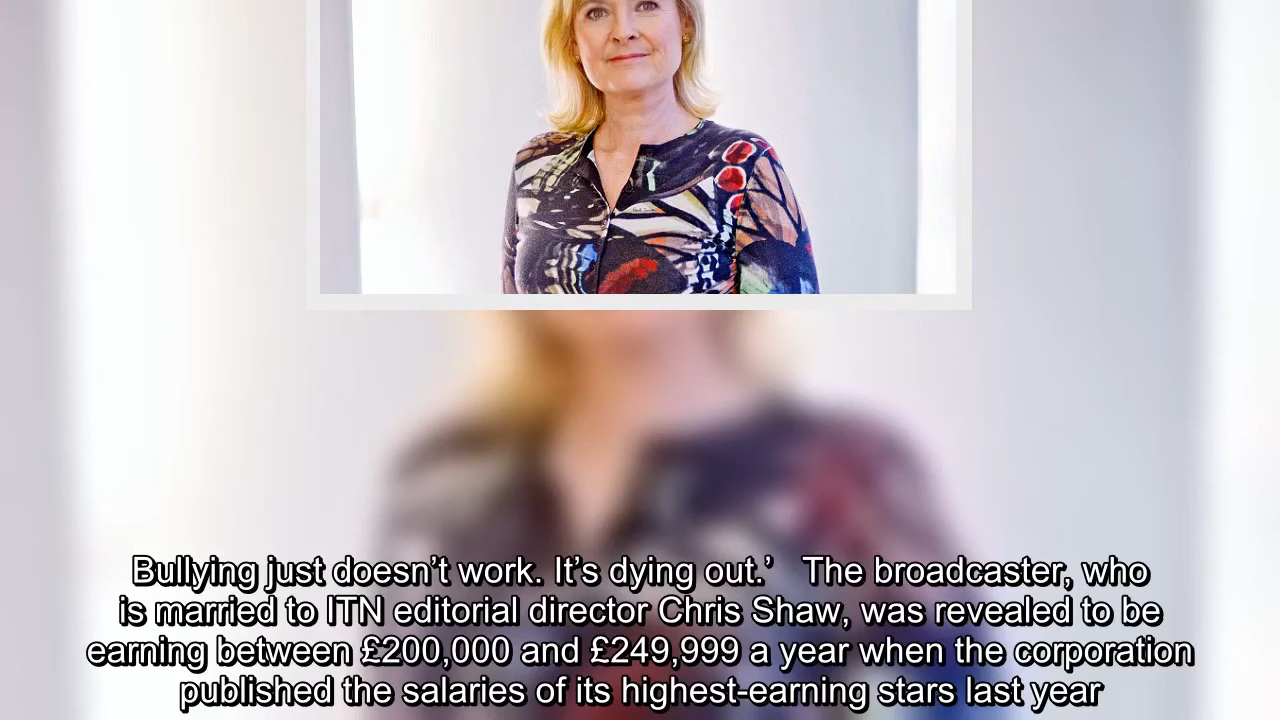 Bullying just doesn’t work. It’s dying out.’ The broadcaster, who
is married to ITN editorial director Chris Shaw, was revealed to be
earning between £200,000 and £249,999 a year when the corporation
published the salaries of its highest-earning stars last year